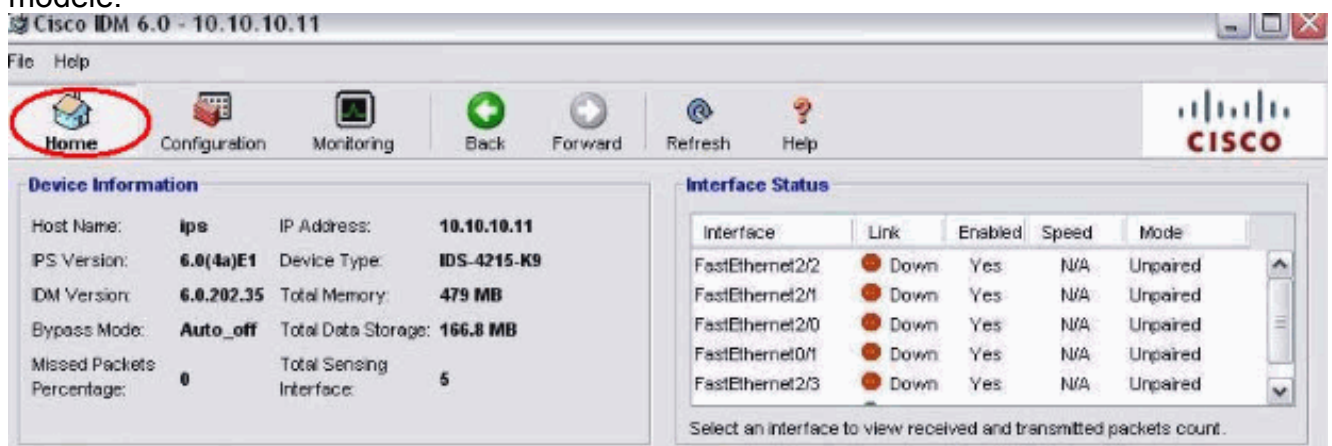 modèle.
Cisco IDM 6.0 - 10.10.10.11
File Help
Home Configuration Monitoring Back Forward Refresh Help
CISCO
Device Information
Host Name: ips IP Address: 10.10.10.11
IPS Version: 6.0(4a)E1 Device Type: IDS-4215-K9
IDM Version: 6.0.202.35 Total Memory: 479 MB
Bypass Mode: Auto_off Total Data Storage: 166.8 MB
Missed Packets Percentage: 0 Total Sensing Interface: 5
Interface Status
Interface Link Enabled Speed Mode
FastEthernet2/2 Down Yes N/A Unpaired
FastEthernet2/1 Down Yes N/A Unpaired
FastEthernet2/0 Down Yes N/A Unpaired
FastEthernet0/1 Down Yes N/A Unpaired
FastEthernet2/3 Down Yes N/A Unpaired
Select an interface to view received and transmitted packets count.